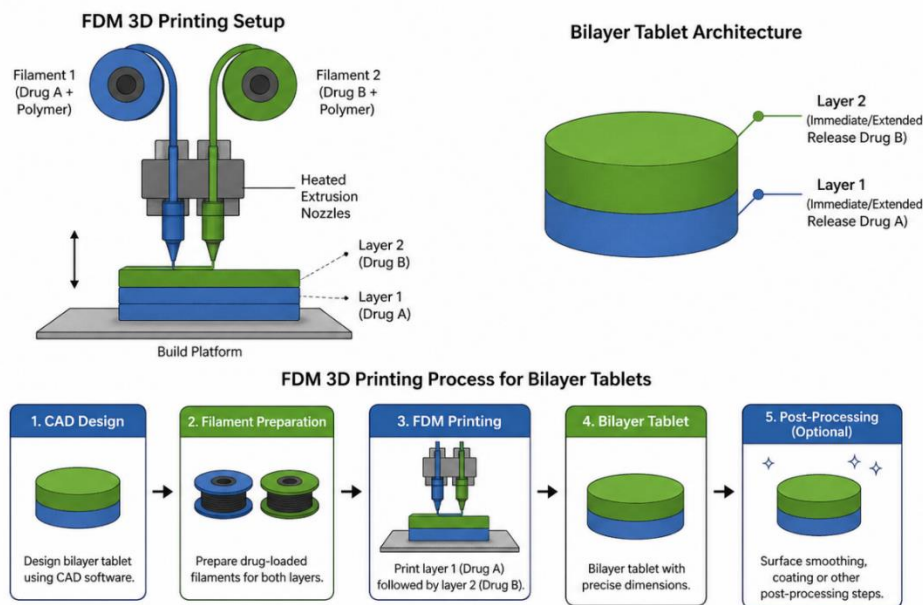 FDM 3D Printing Setup
Filament 1
(Drug A +
Polymer)
Filament 2
(Drug B +
Polymer)
Heated
Extrusion
Nozzles
Layer 2
(Drug B)
Layer 1
(Drug A)
Build Platform
Bilayer Tablet Architecture
Layer 2
(Immediate/Extended
Release Drug B)
Layer 1
(Immediate/Extended
Release Drug A)
FDM 3D Printing Process for Bilayer Tablets
1. CAD Design
Design bilayer tablet
using CAD software.
2. Filament Preparation
Prepare drug-loaded
filaments for both layers.
3. FDM Printing
Print layer 1 (Drug A)
followed by layer 2 (Drug B).
4. Bilayer Tablet
Bilayer tablet with
precise dimensions.
5. Post-Processing
(Optional)
Surface smoothing,
coating or other
post-processing steps.